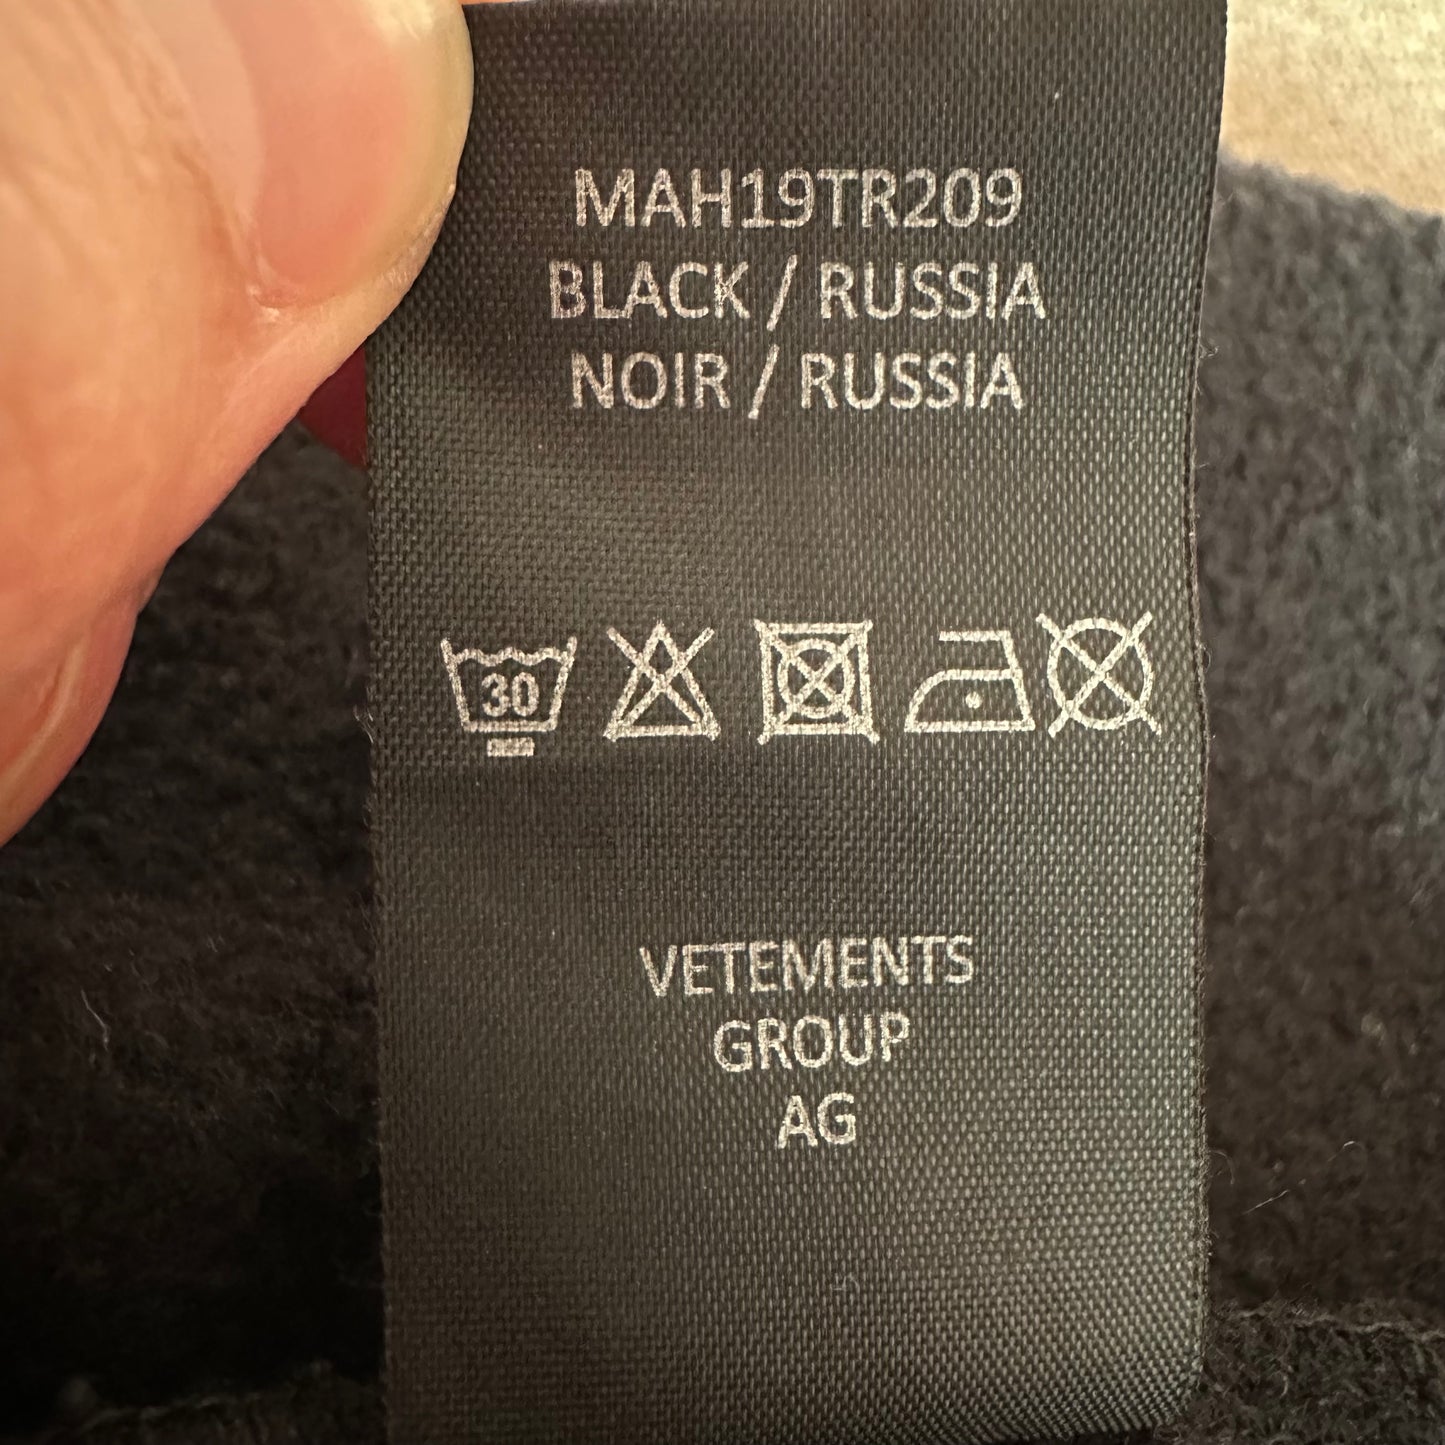 MAH19TR209
BLACK / RUSSIA
NOIR / RUSSIA
30
VETEMENTS
GROUP
AG